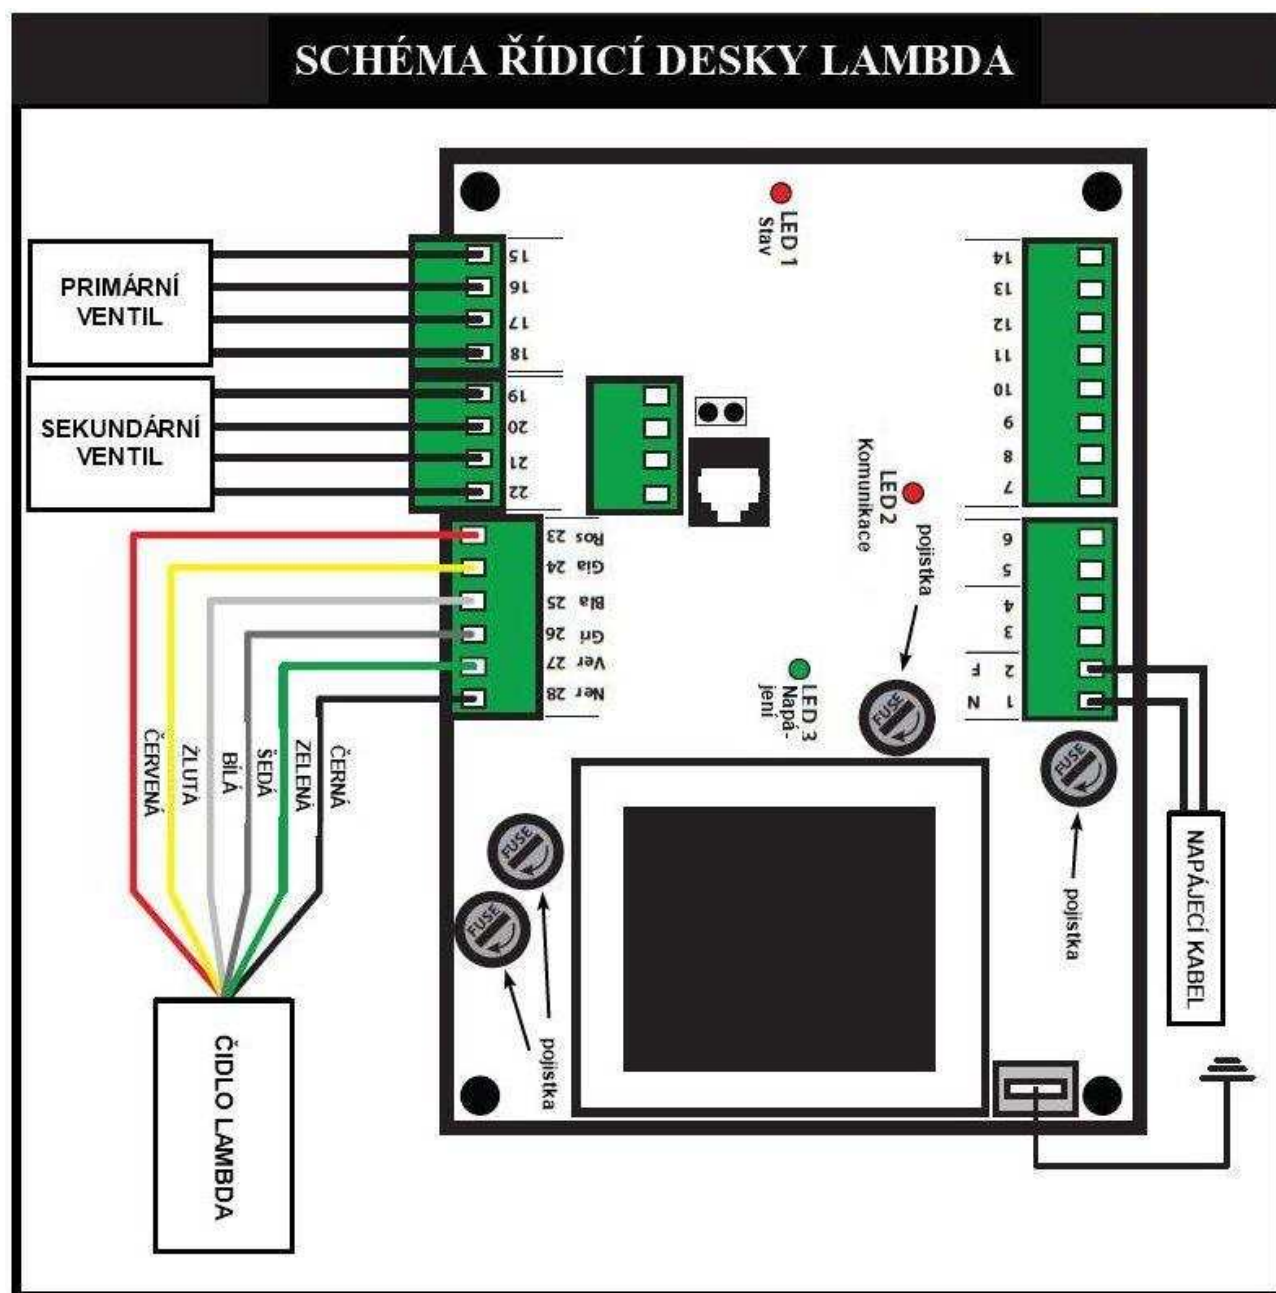 SCHÉMA ŘÍDICÍ DESKY LAMBDA
LED 1
Stav
PRIMÁRNÍ
VENTIL
15
16
17
18
SEKUNDÁRNÍ
VENTIL
19
20
21
22
Ros 23
Gia 24
Bla 25
Gri 26
Ver 27
Ner 28
14
13
12
11
10
9
8
7
6
5
4
3
2 F
1 N
LED2
Komunikace
pojistka
LED 3
Napá-
jení
FUSE
FUSE
pojistka
FUSE
FUSE
pojistka
ČERVENÁ
ŽLUTÁ
BÍLÁ
ŠEDÁ
ZELENÁ
ČERNÁ
NAPÁJECÍ KABEL
ČIDLO LAMBDA